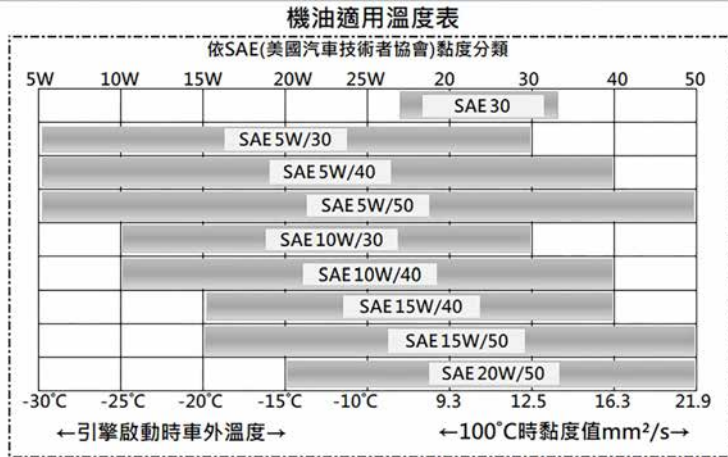 機油適用溫度表
依SAE(美國汽車技術者協會)黏度分類
5W 10W 15W 20W 25W 20 30 40 50
SAE 30
SAE 5W/30
SAE 5W/40
SAE 5W/50
SAE 10W/30
SAE 10W/40
SAE 15W/40
SAE 15W/50
SAE 20W/50
-30°C -25°C -20°C -15°C -10°C 9.3 12.5 16.3 21.9
←引擎啟動時車外溫度→ ←100°C時黏度值mm²/s→